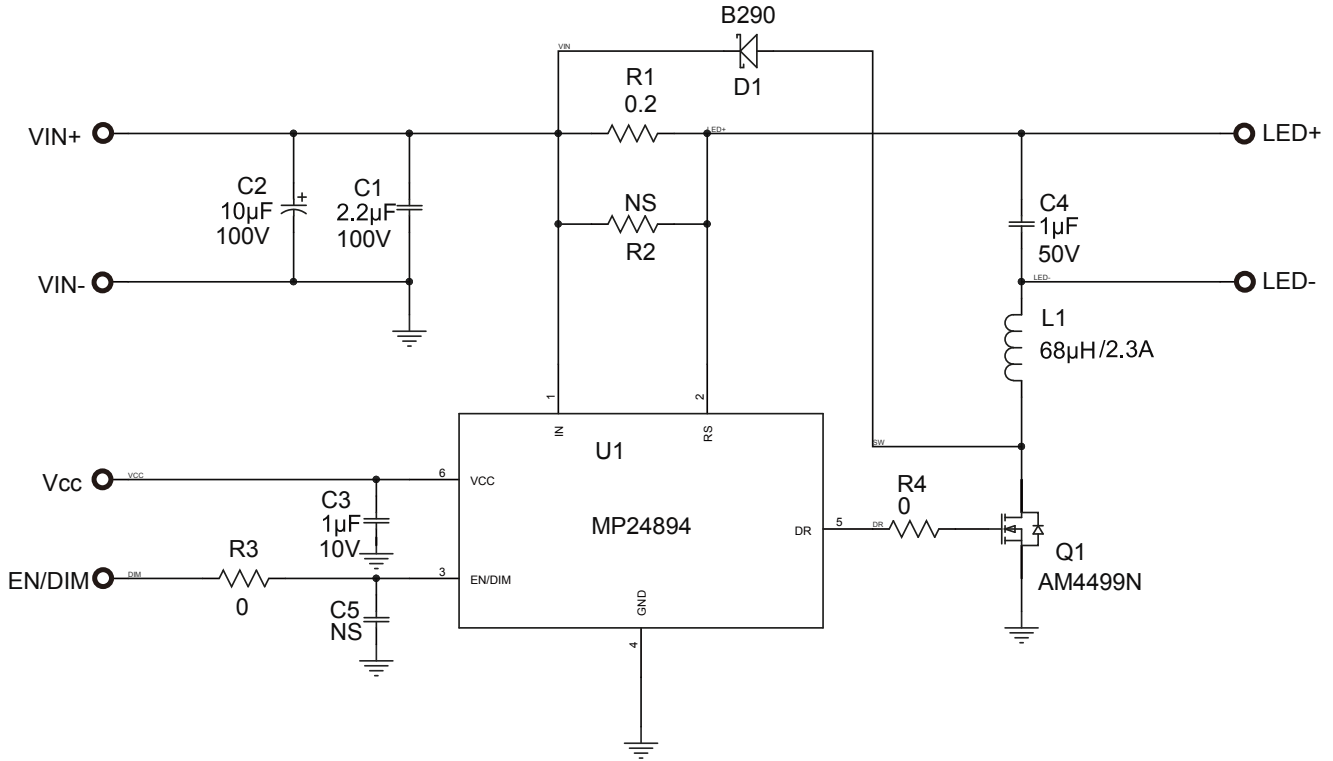 B290
VIN
D1
R1
0.2
VIN+
LED+
LED+
C2
10µF
100V
+
C1
2.2µF
100V
NS
R2
C4
1µF
50V
VIN-
LED-
LED-
L1
68µH/2.3A
1
2
IN
RS
U1
SW
Vcc
VCC
6
VCC
C3
1µF
10V
MP24894
DR
5
DR
R4
0
Q1
AM4499N
R3
0
EN/DIM
DIM
3
EN/DIM
C5
NS
GND
4